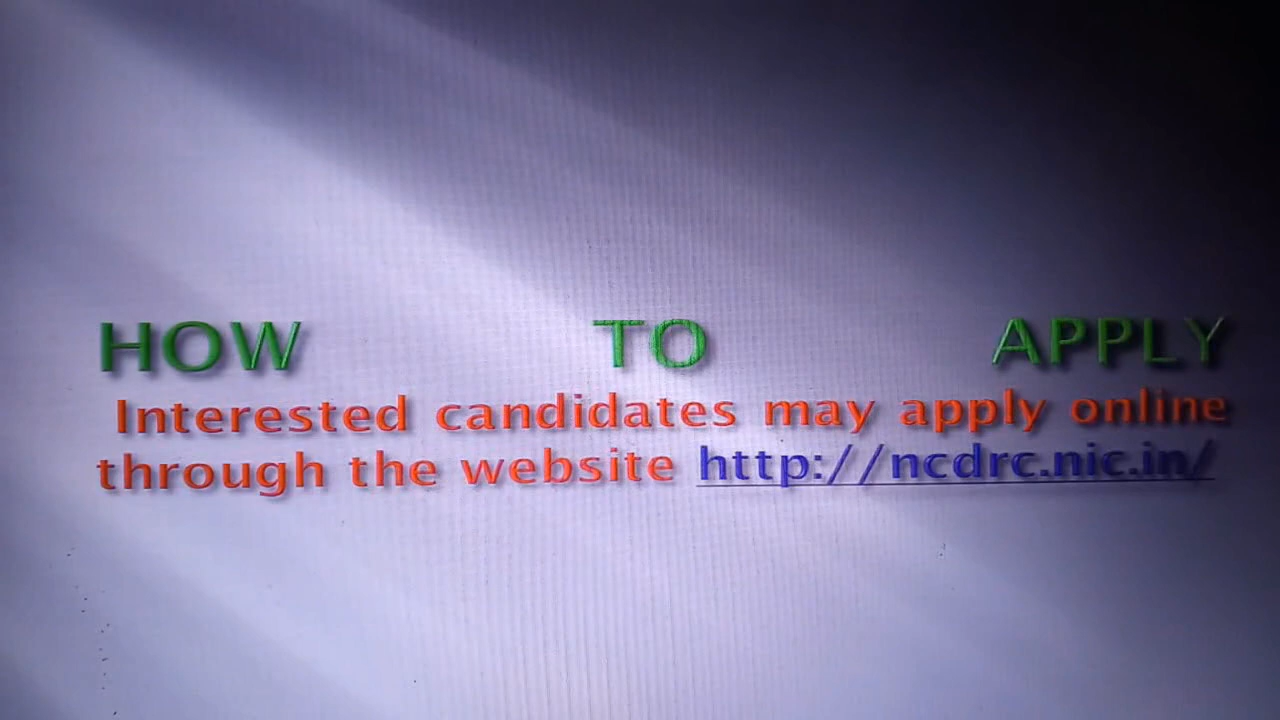 HOW TO APPLY
Interested candidates may apply online
through the website http://ncdrc.nic.in/